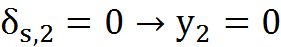 δₛ,₂ = 0 → y₂ = 0